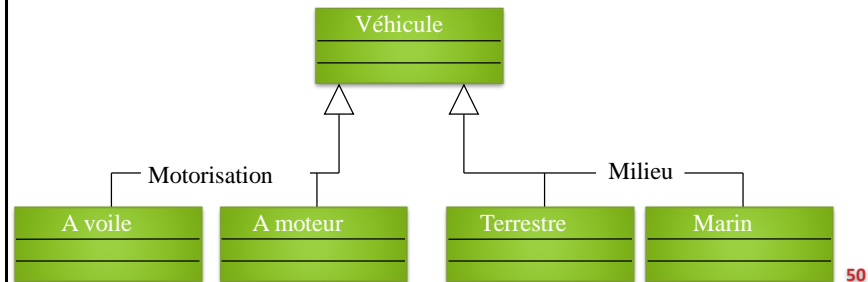 Véhicule
Motorisation
Milieu
A voile
A moteur
Terrestre
Marin
50